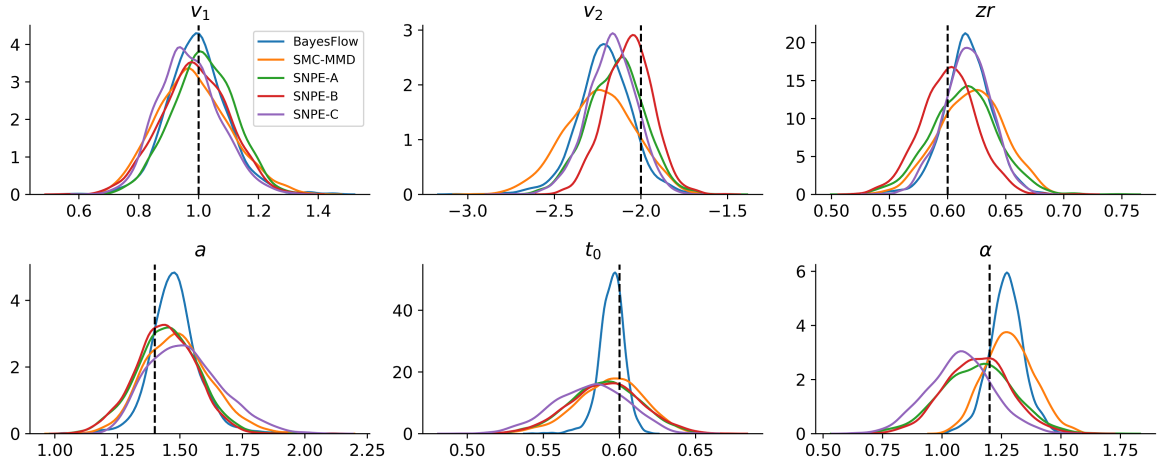 v1
v2
zr
BayesFlow
SMC-MMD
SNPE-A
SNPE-B
SNPE-C
4
3
2
1
0
0.6 0.8 1.0 1.2 1.4
3
2
1
0
−3.0 −2.5 −2.0 −1.5
20
15
10
5
0
0.50 0.55 0.60 0.65 0.70 0.75
a
t0
α
4
2
0
1.00 1.25 1.50 1.75 2.00 2.25
40
20
0
0.50 0.55 0.60 0.65
6
4
2
0
0.50 0.75 1.00 1.25 1.50 1.75